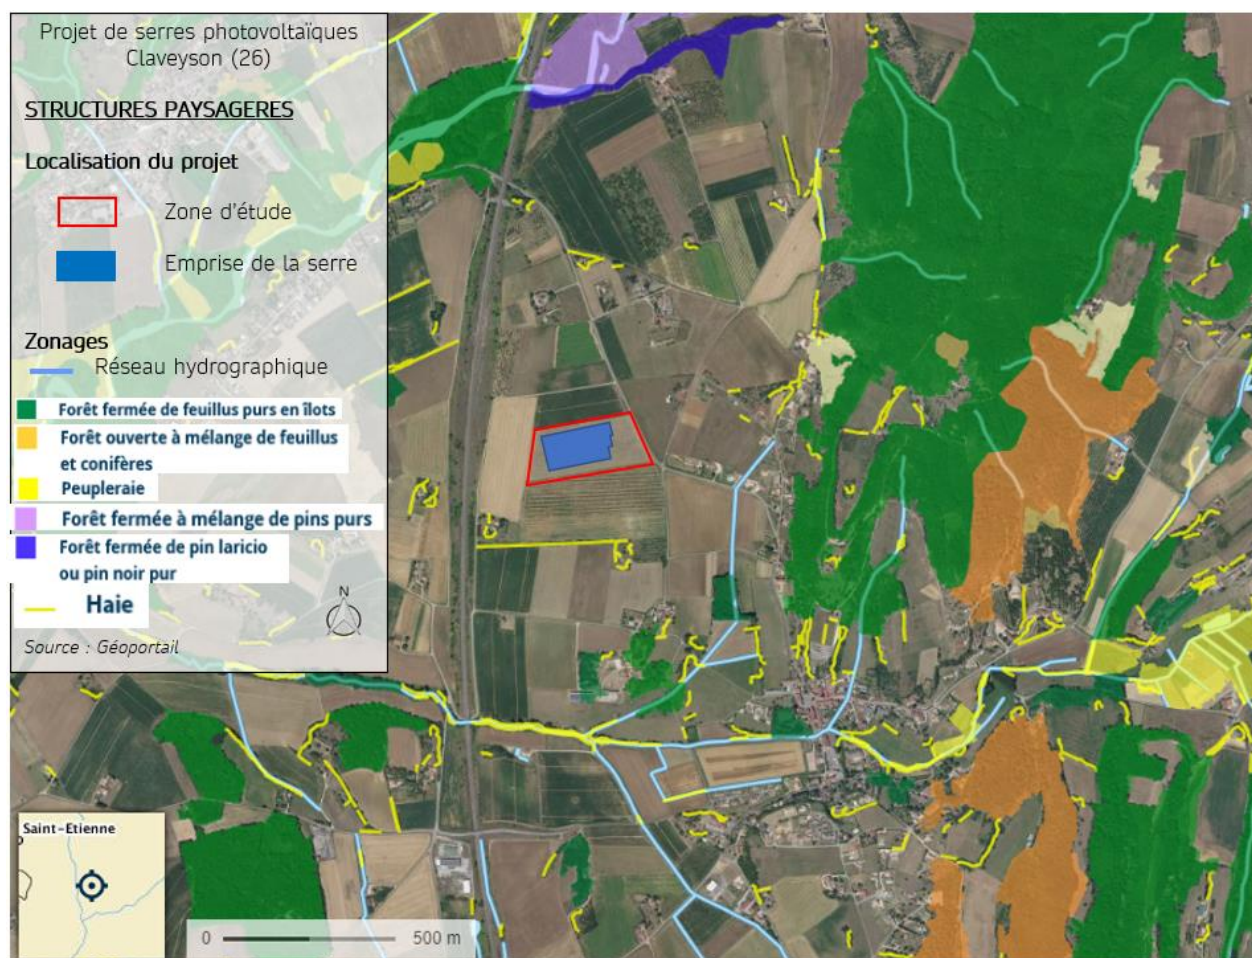 Projet de serres photovoltaïques
Claveyson (26)
STRUCTURES PAYSAGERES
Localisation du projet
Zone d'étude
Emprise de la serre
Zonages
Réseau hydrographique
Forêt fermée de feuillus purs en îlots
Forêt ouverte à mélange de feuillus
et conifères
Peupleraie
Forêt fermée à mélange de pins purs
Forêt fermée de pin laricio
ou pin noir pur
Haie
N
Source : Géoportail
Saint-Etienne
0 500 m